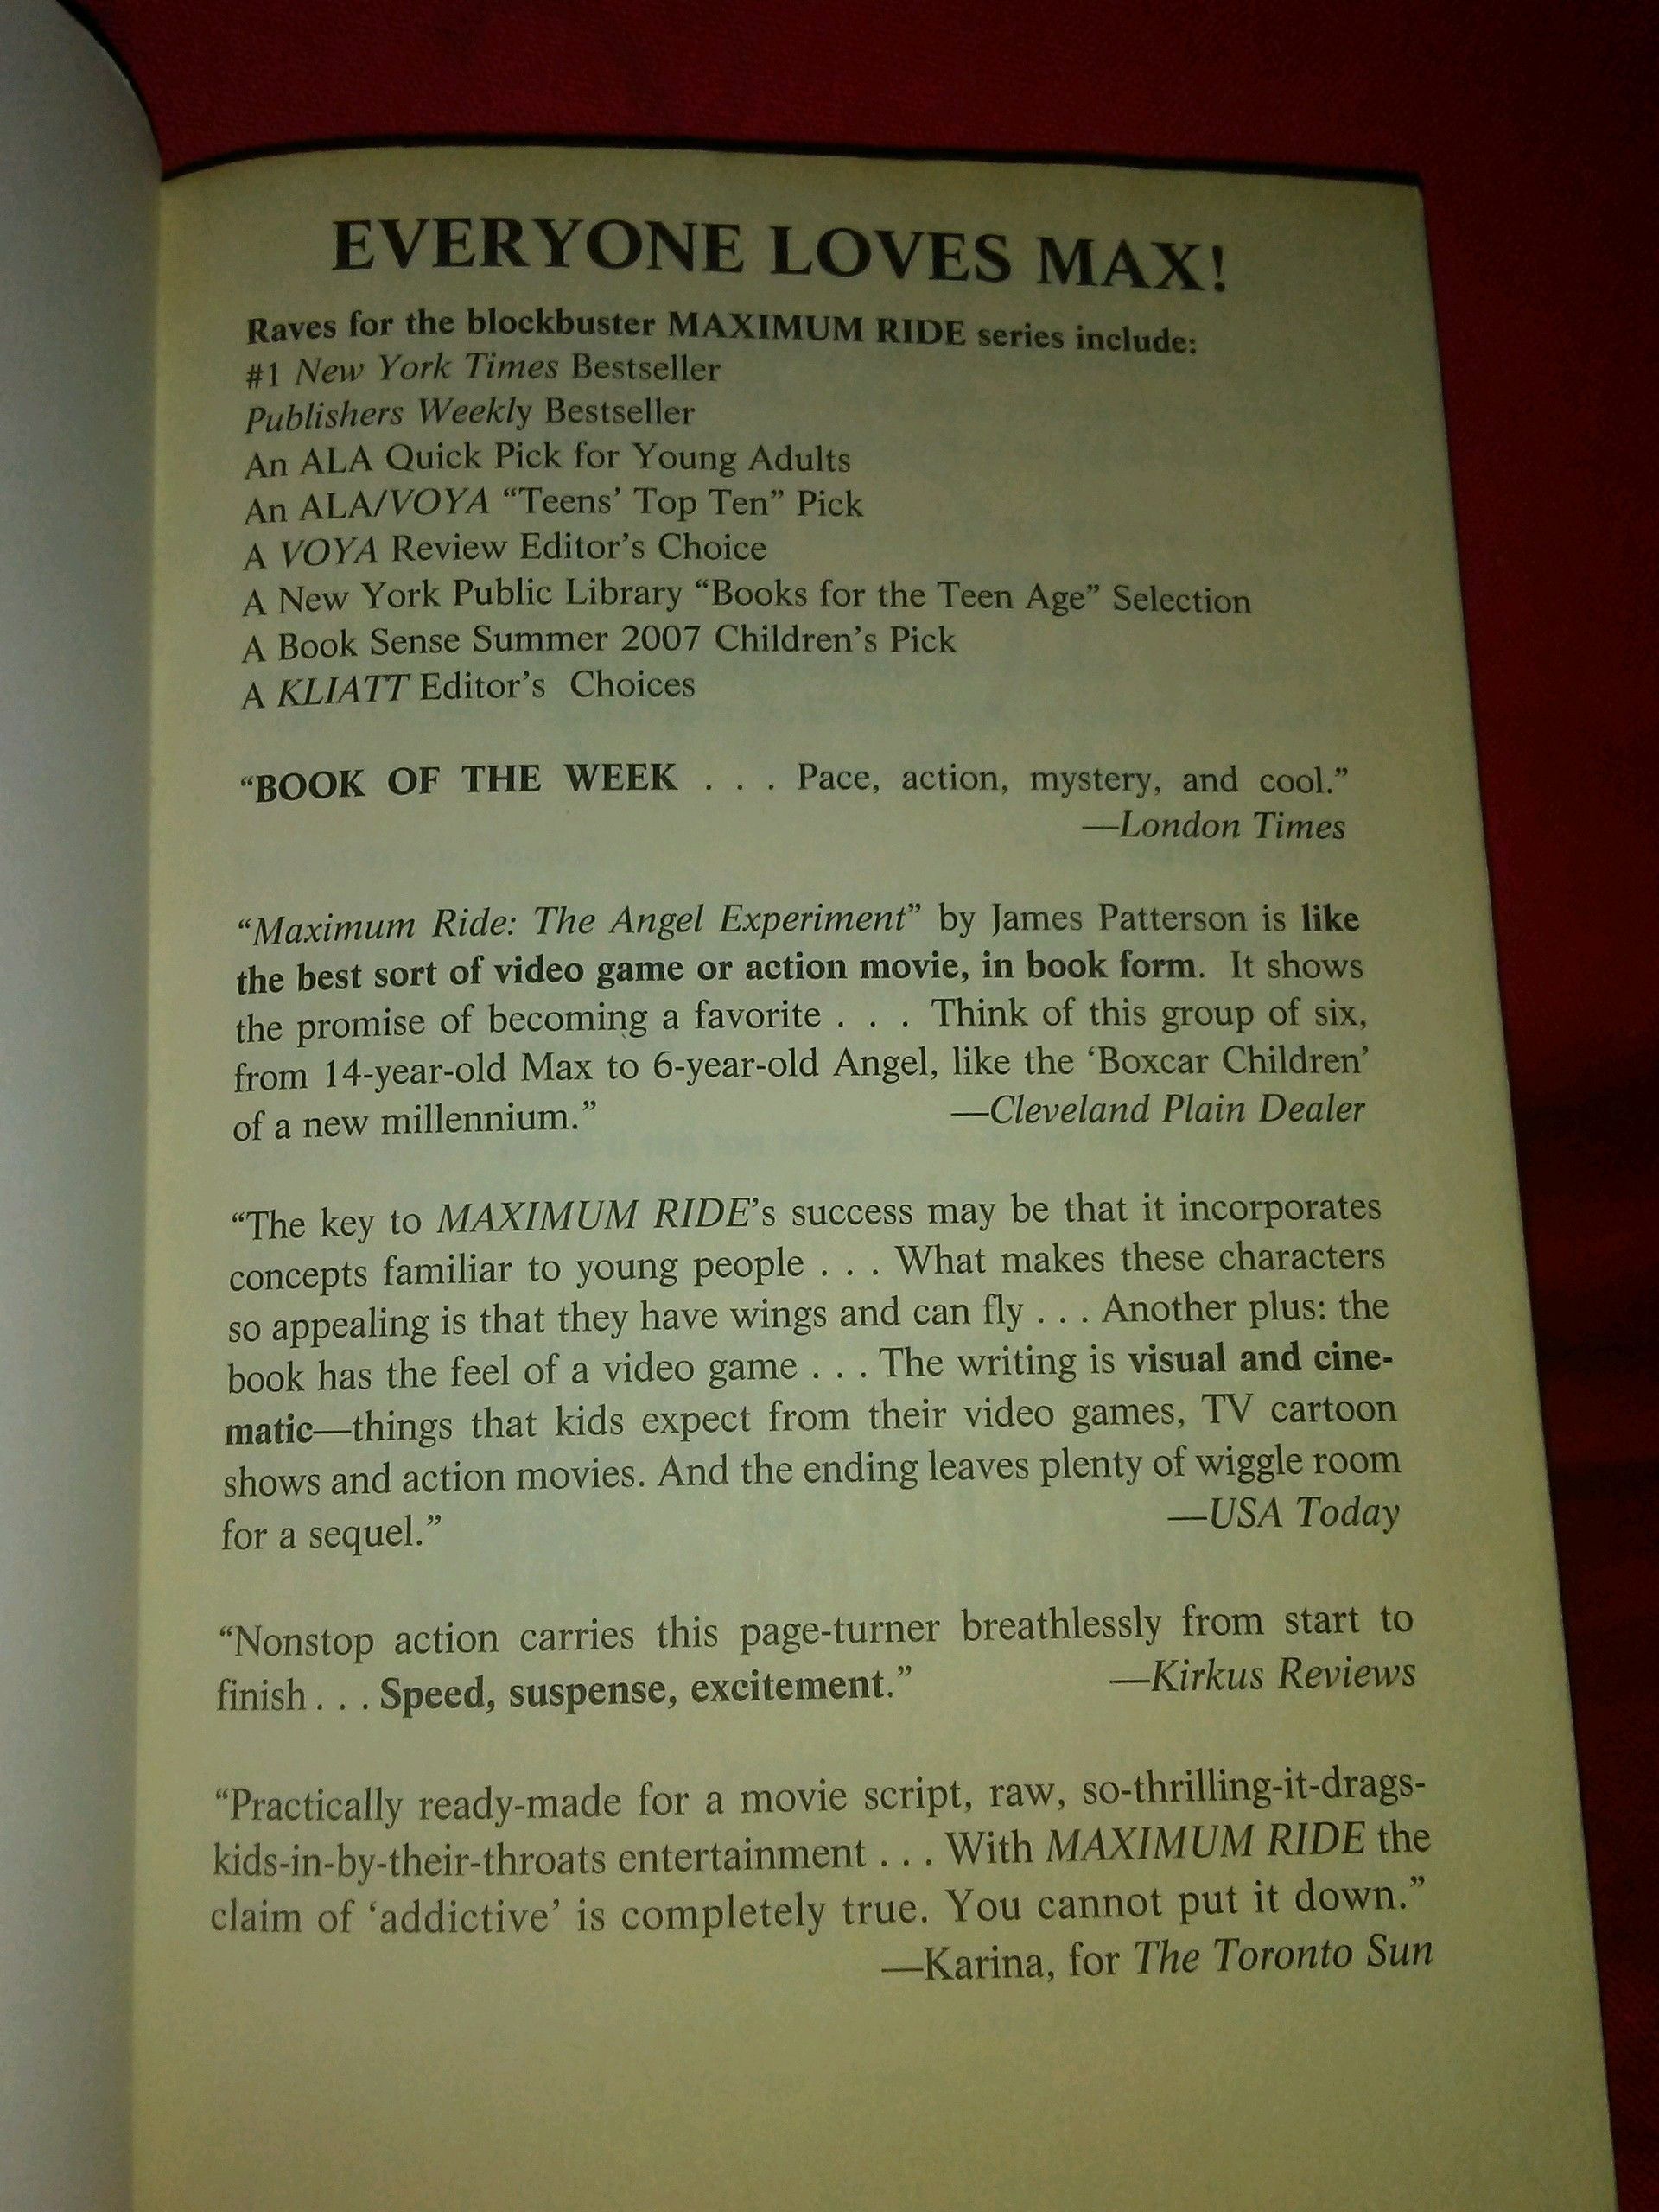 EVERYONE LOVES MAX!
Raves for the blockbuster MAXIMUM RIDE series include:
#1 New York Times Bestseller
Publishers Weekly Bestseller
An ALA Quick Pick for Young Adults
An ALA/VOYA “Teens’ Top Ten” Pick
A VOYA Review Editor’s Choice
A New York Public Library “Books for the Teen Age” Selection
A Book Sense Summer 2007 Children’s Pick
A KLIATT Editor’s Choices
“BOOK OF THE WEEK . . . Pace, action, mystery, and cool.”
—London Times
“Maximum Ride: The Angel Experiment” by James Patterson is like
the best sort of video game or action movie, in book form. It shows
the promise of becoming a favorite . . . Think of this group of six,
from 14-year-old Max to 6-year-old Angel, like the ‘Boxcar Children’
of a new millennium.” —Cleveland Plain Dealer
“The key to MAXIMUM RIDE’s success may be that it incorporates
concepts familiar to young people . . . What makes these characters
so appealing is that they have wings and can fly . . . Another plus: the
book has the feel of a video game . . . The writing is visual and cine-
matic—things that kids expect from their video games, TV cartoon
shows and action movies. And the ending leaves plenty of wiggle room
for a sequel.” —USA Today
“Nonstop action carries this page-turner breathlessly from start to
finish . . . Speed, suspense, excitement.” —Kirkus Reviews
“Practically ready-made for a movie script, raw, so-thrilling-it-drags-
kids-in-by-their-throats entertainment . . . With MAXIMUM RIDE the
claim of ‘addictive’ is completely true. You cannot put it down.”
—Karina, for The Toronto Sun